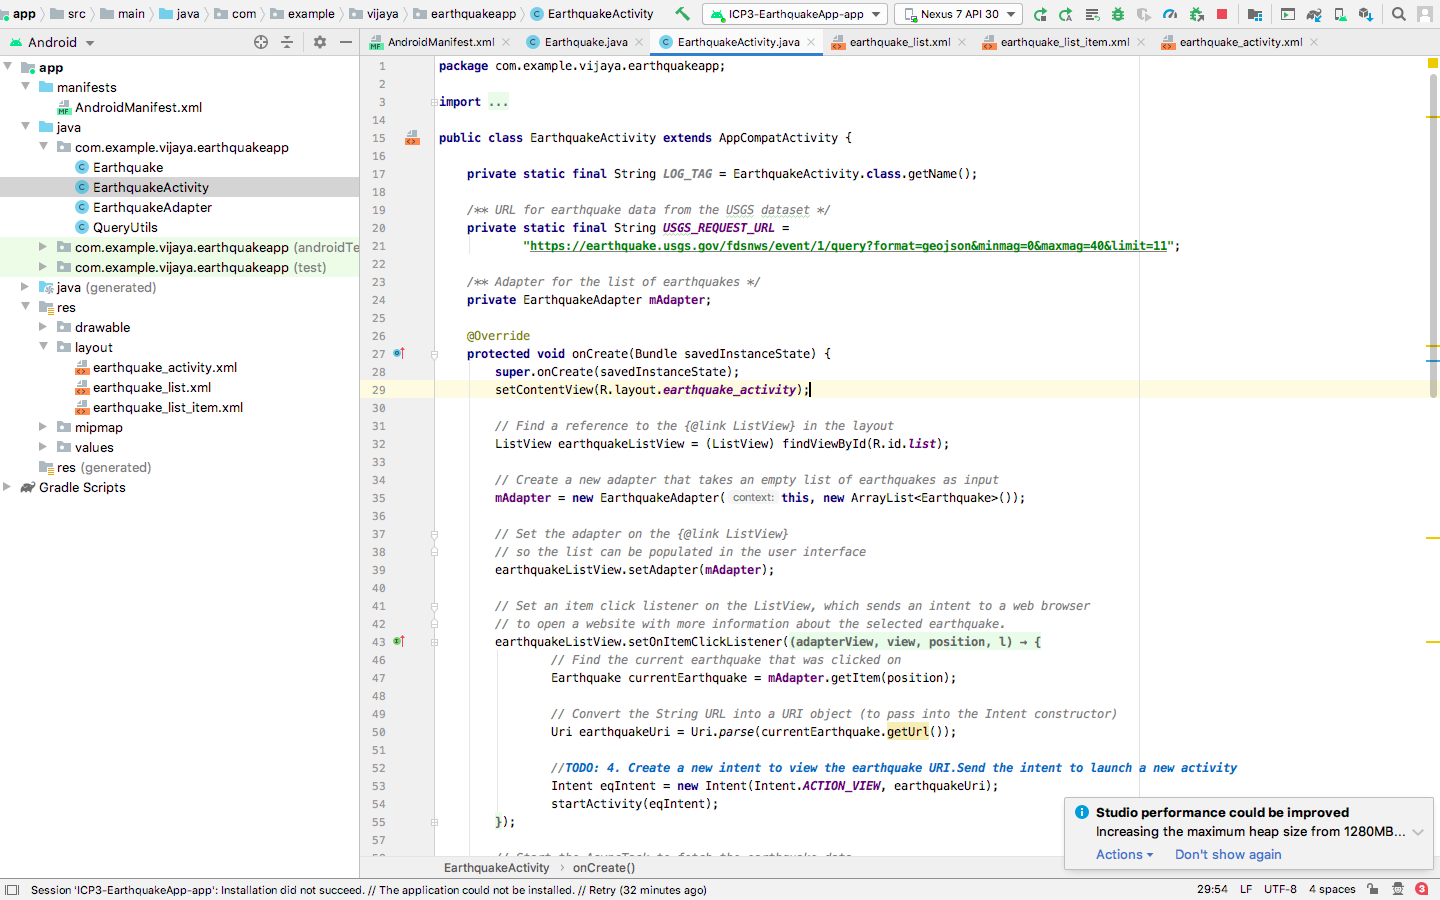 app › src › main › java › com › example › vijaya › earthquakeapp › EarthquakeActivity
ICP3-EarthquakeApp-app
Nexus 7 API 30
Android
AndroidManifest.xml
Earthquake.java
EarthquakeActivity.java
earthquake_list.xml
earthquake_list_item.xml
earthquake_activity.xml
app
manifests
AndroidManifest.xml
java
com.example.vijaya.earthquakeapp
Earthquake
EarthquakeActivity
EarthquakeAdapter
QueryUtils
com.example.vijaya.earthquakeapp (androidTe
com.example.vijaya.earthquakeapp (test)
java (generated)
res
drawable
layout
earthquake_activity.xml
earthquake_list.xml
earthquake_list_item.xml
mipmap
values
res (generated)
Gradle Scripts
1 package com.example.vijaya.earthquakeapp;
2
3 import ...
14
15 public class EarthquakeActivity extends AppCompatActivity {
16
17 private static final String LOG_TAG = EarthquakeActivity.class.getName();
18
19 /** URL for earthquake data from the USGS dataset */
20 private static final String USGS_REQUEST_URL =
21 "https://earthquake.usgs.gov/fdsnws/event/1/query?format=geojson&minmag=0&maxmag=40&limit=11";
22
23 /** Adapter for the list of earthquakes */
24 private EarthquakeAdapter mAdapter;
25
26 @Override
27 protected void onCreate(Bundle savedInstanceState) {
28 super.onCreate(savedInstanceState);
29 setContentView(R.layout.earthquake_activity);
30
31 // Find a reference to the {@link ListView} in the layout
32 ListView earthquakeListView = (ListView) findViewById(R.id.list);
33
34 // Create a new adapter that takes an empty list of earthquakes as input
35 mAdapter = new EarthquakeAdapter( context: this, new ArrayList<Earthquake>());
36
37 // Set the adapter on the {@link ListView}
38 // so the list can be populated in the user interface
39 earthquakeListView.setAdapter(mAdapter);
40
41 // Set an item click listener on the ListView, which sends an intent to a web browser
42 // to open a website with more information about the selected earthquake.
43 earthquakeListView.setOnItemClickListener((adapterView, view, position, l) → {
46 // Find the current earthquake that was clicked on
47 Earthquake currentEarthquake = mAdapter.getItem(position);
48
49 // Convert the String URL into a URI object (to pass into the Intent constructor)
50 Uri earthquakeUri = Uri.parse(currentEarthquake.getUrl());
51
52 //TODO: 4. Create a new intent to view the earthquake URI.Send the intent to launch a new activity
53 Intent eqIntent = new Intent(Intent.ACTION_VIEW, earthquakeUri);
54 startActivity(eqIntent);
55 });
57
58 // Start the AsyncTask to fetch the earthquake data
Studio performance could be improved
Increasing the maximum heap size from 1280MB...
Actions
Don't show again
EarthquakeActivity › onCreate()
Session 'ICP3-EarthquakeApp-app': Installation did not succeed. // The application could not be installed. // Retry (32 minutes ago)
29:54 LF UTF-8 4 spaces 3